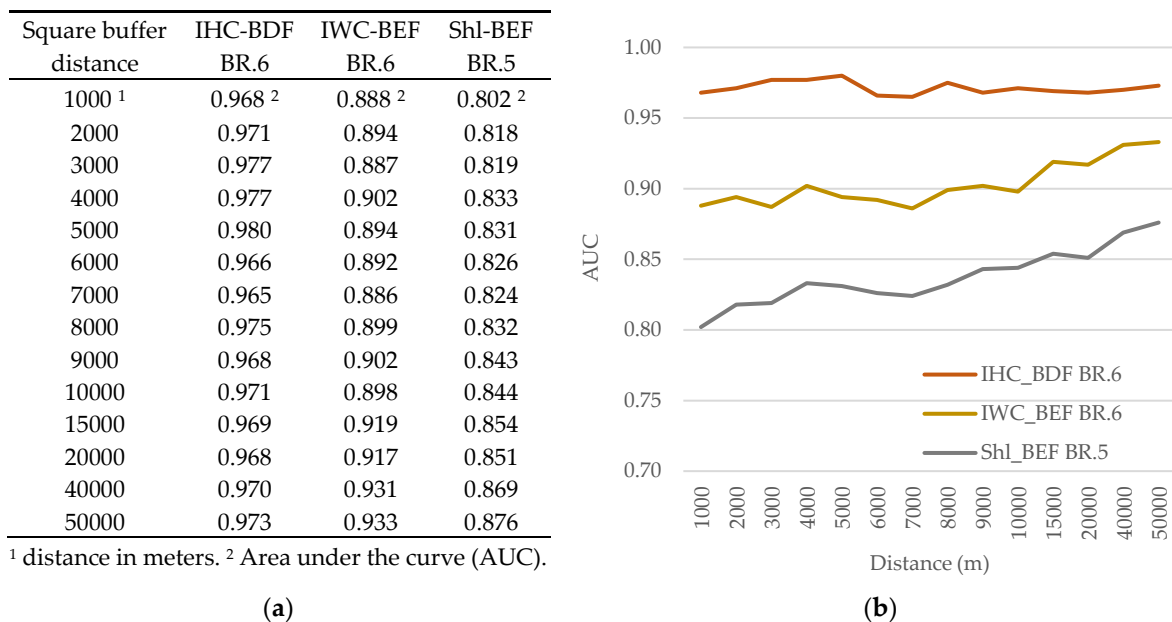 Square buffer IHC-BDF IWC-BEF Shl-BEF
distance BR.6 BR.6 BR.5
1000 ¹ 0.968 ² 0.888 ² 0.802 ²
2000 0.971 0.894 0.818
3000 0.977 0.887 0.819
4000 0.977 0.902 0.833
5000 0.980 0.894 0.831
6000 0.966 0.892 0.826
7000 0.965 0.886 0.824
8000 0.975 0.899 0.832
9000 0.968 0.902 0.843
10000 0.971 0.898 0.844
15000 0.969 0.919 0.854
20000 0.968 0.917 0.851
40000 0.970 0.931 0.869
50000 0.973 0.933 0.876
¹ distance in meters. ² Area under the curve (AUC).
(a)
1.00
0.95
0.90
0.85
0.80
0.75
0.70
AUC
IHC_BDF BR.6
IWC_BEF BR.6
Shl_BEF BR.5
1000 2000 3000 4000 5000 6000 7000 8000 9000 10000 15000 20000 40000 50000
Distance (m)
(b)